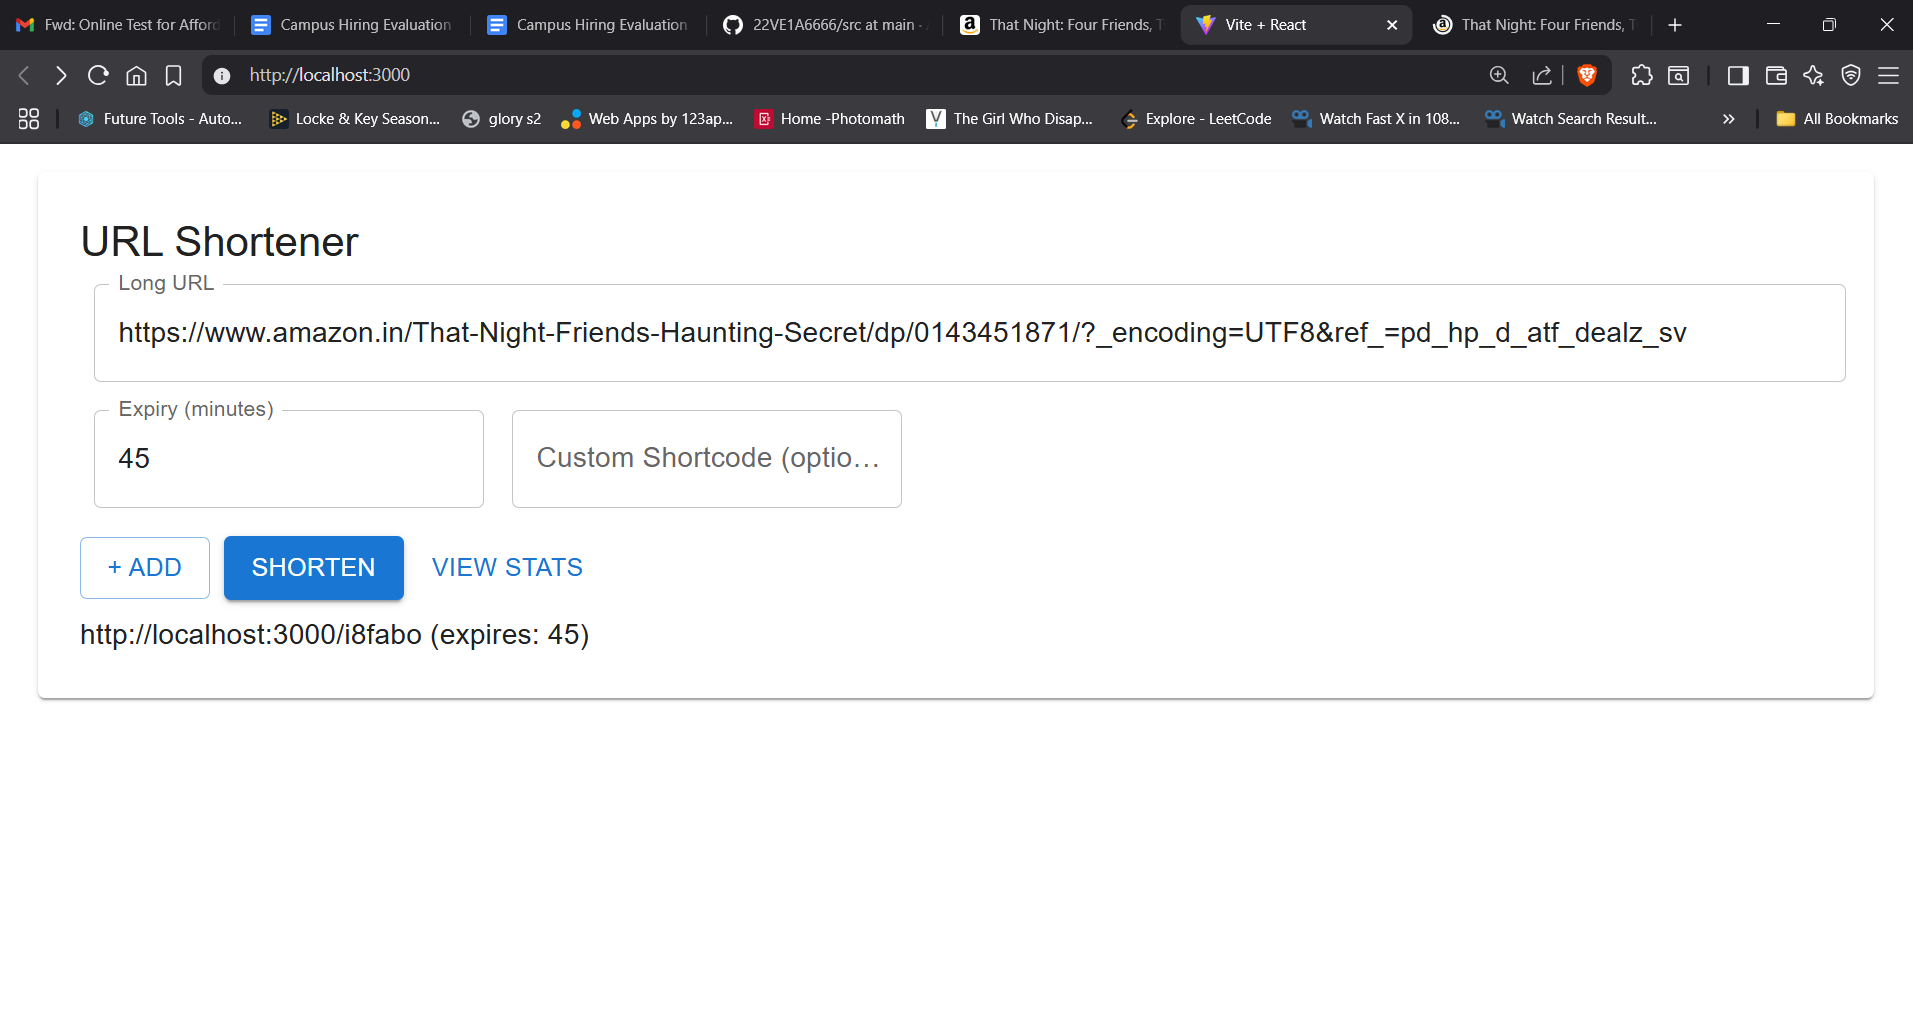 Fwd: Online Test for Afford
Campus Hiring Evaluation
Campus Hiring Evaluation
22VE1A6666/src at main ·
That Night: Four Friends, T
Vite + React
That Night: Four Friends, T
http://localhost:3000
Future Tools - Auto...
Locke & Key Season...
glory s2
Web Apps by 123ap...
Home -Photomath
The Girl Who Disap...
Explore - LeetCode
Watch Fast X in 108...
Watch Search Result...
All Bookmarks
URL Shortener
Long URL
https://www.amazon.in/That-Night-Friends-Haunting-Secret/dp/0143451871/?_encoding=UTF8&ref_=pd_hp_d_atf_dealz_sv
Expiry (minutes)
45
Custom Shortcode (optio...
+ ADD
SHORTEN
VIEW STATS
http://localhost:3000/i8fabo (expires: 45)